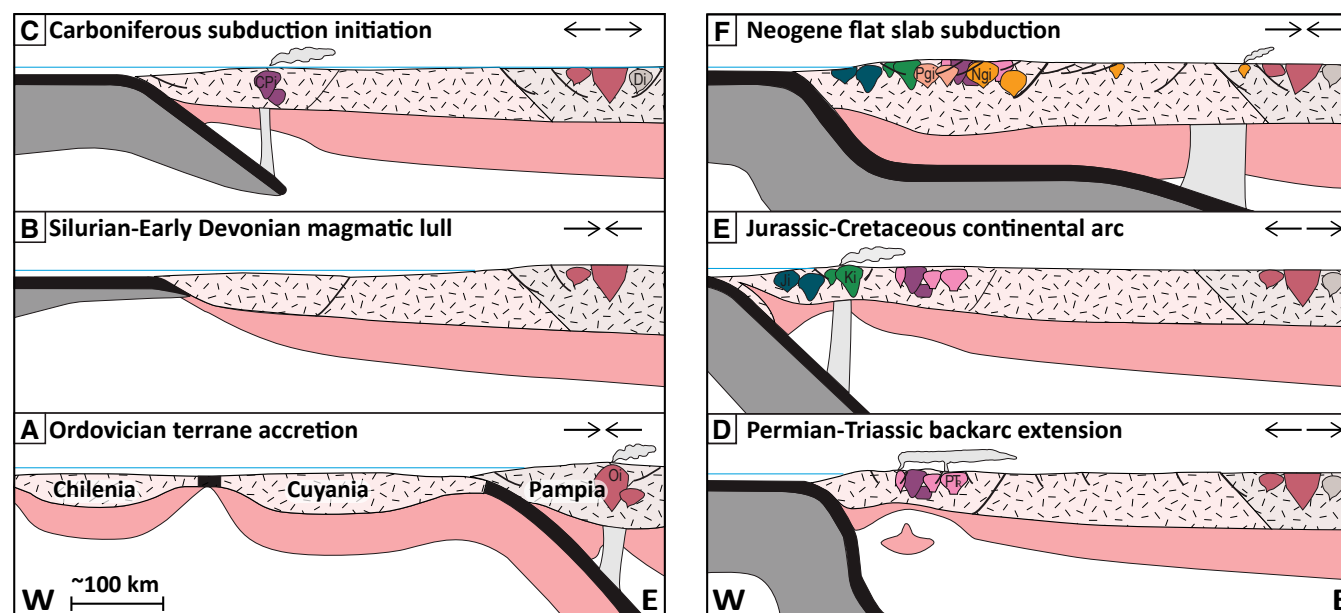 C Carboniferous subduction initiation
CPi
Di
B Silurian-Early Devonian magmatic lull
A Ordovician terrane accretion
Chilenia
Cuyania
Pampia
Oi
~100 km
W
E
F Neogene flat slab subduction
Pgi
Ngi
E Jurassic-Cretaceous continental arc
Ji
Ki
D Permian-Triassic backarc extension
W
E